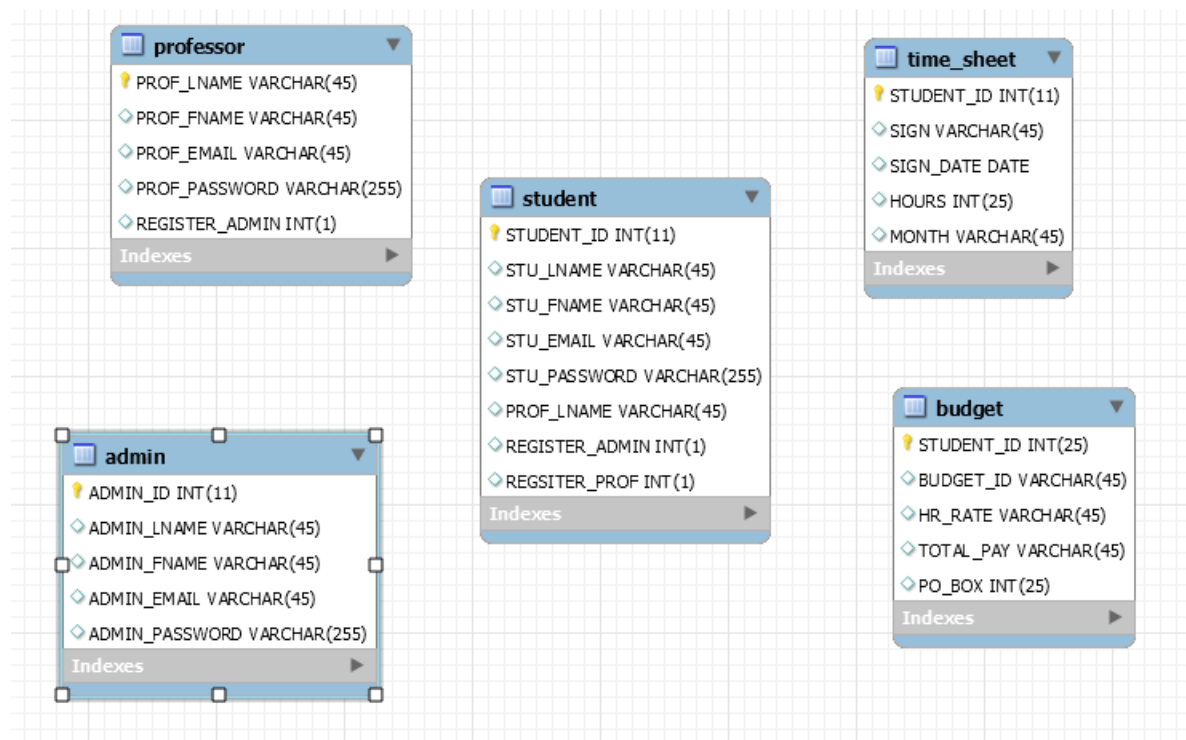 professor
PROF_LNAME VARCHAR(45)
PROF_FNAME VARCHAR(45)
PROF_EMAIL VARCHAR(45)
PROF_PASSWORD VARCHAR(255)
REGISTER_ADMIN INT(1)
Indexes
admin
ADMIN_ID INT(11)
ADMIN_LNAME VARCHAR(45)
ADMIN_FNAME VARCHAR(45)
ADMIN_EMAIL VARCHAR(45)
ADMIN_PASSWORD VARCHAR(255)
Indexes
student
STUDENT_ID INT(11)
STU_LNAME VARCHAR(45)
STU_FNAME VARCHAR(45)
STU_EMAIL VARCHAR(45)
STU_PASSWORD VARCHAR(255)
PROF_LNAME VARCHAR(45)
REGISTER_ADMIN INT(1)
REGSITER_PROF INT(1)
Indexes
time_sheet
STUDENT_ID INT(11)
SIGN VARCHAR(45)
SIGN_DATE DATE
HOURS INT(25)
MONTH VARCHAR(45)
Indexes
budget
STUDENT_ID INT(25)
BUDGET_ID VARCHAR(45)
HR_RATE VARCHAR(45)
TOTAL_PAY VARCHAR(45)
PO_BOX INT(25)
Indexes